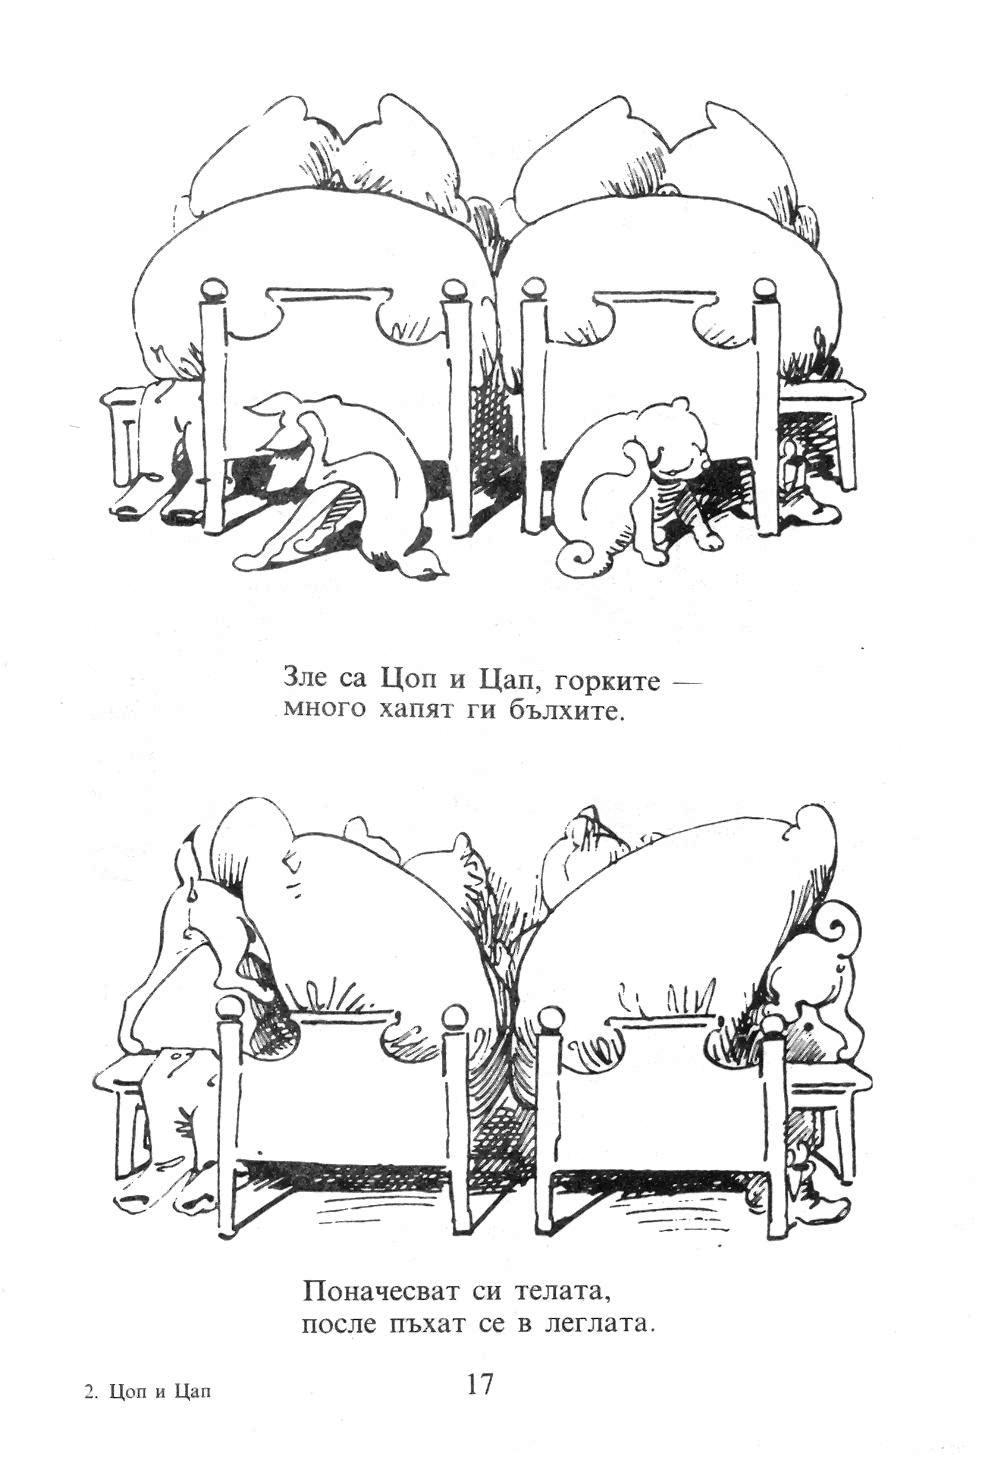 Зле са Цоп и Цап, горките —
много хапят ги бълхите.
Поначесват си телата,
после пъхат се в леглата.
2. Цоп и Цап
17